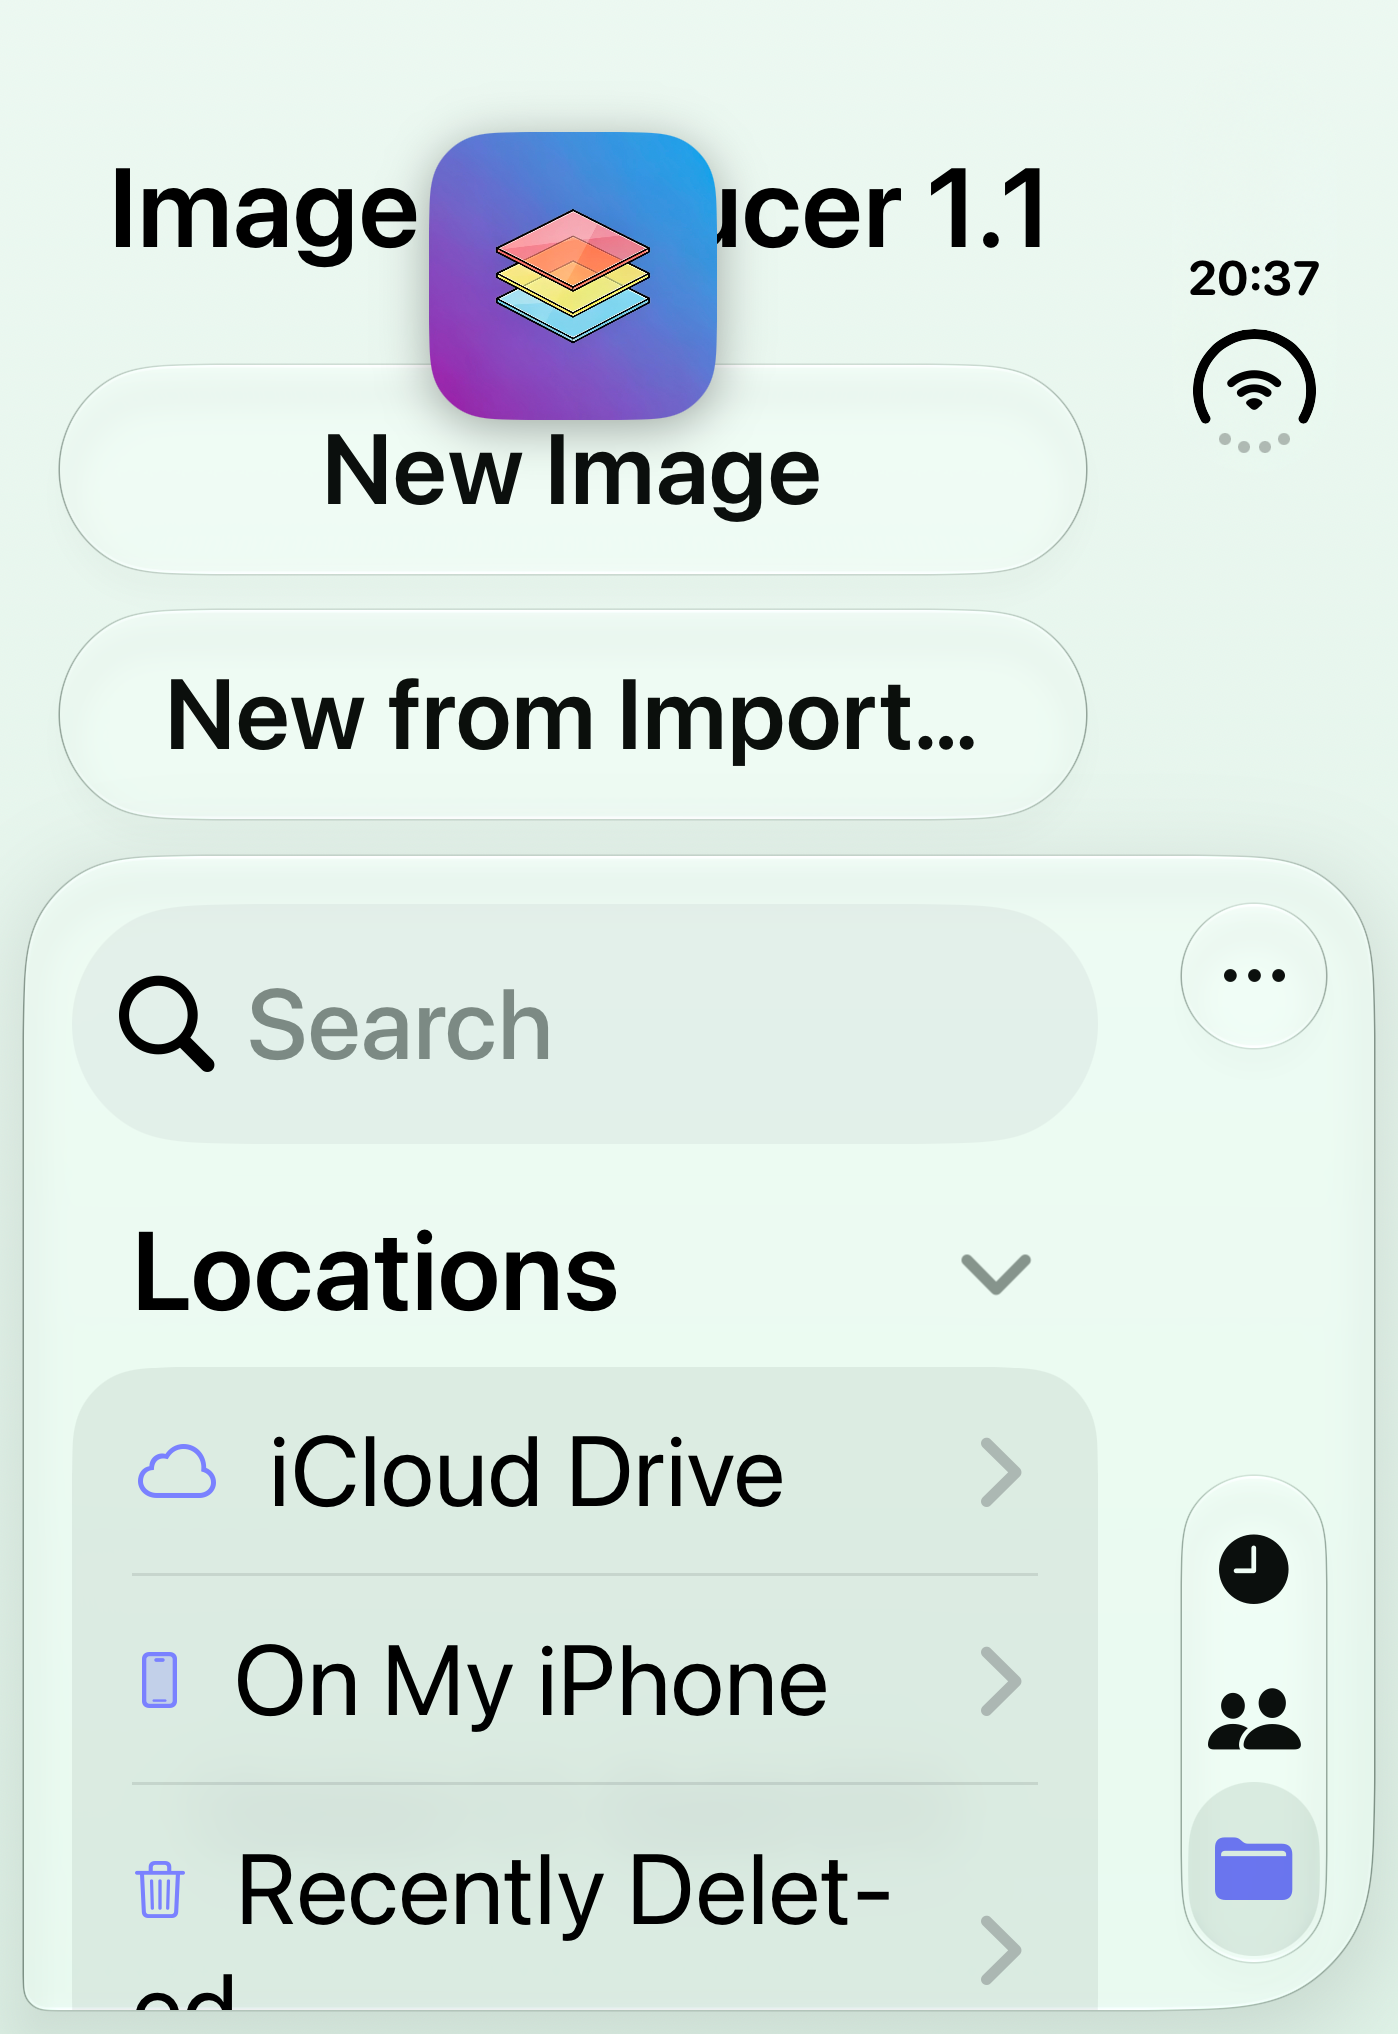 Image ucer 1.1
20:37
New Image
New from Import...
Search
Locations
iCloud Drive
On My iPhone
Recently Delet-
ed